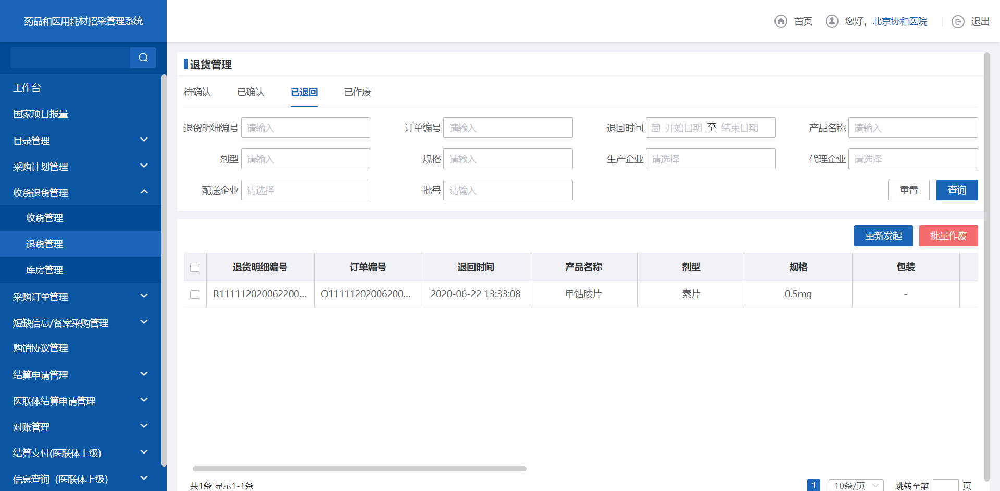 药品和医用耗材招采管理系统
首页
您好，北京协和医院
退出
工作台
国家项目报量
目录管理
采购计划管理
收货退货管理
收货管理
退货管理
库房管理
采购订单管理
短缺信息/备案采购管理
购销协议管理
结算申请管理
医联体结算申请管理
对账管理
结算支付(医联体上级)
信息查询（医联体上级）
退货管理
待确认 已确认 已退回 已作废
退货明细编号 请输入 订单编号 请输入 退回时间 开始日期 至 结束日期 产品名称 请输入
剂型 请输入 规格 请输入 生产企业 请选择 代理企业 请选择
配送企业 请选择 批号 请输入 重置 查询
重新发起 批量作废
退货明细编号 订单编号 退回时间 产品名称 剂型 规格 包装
R111112020062200... O11111202006200... 2020-06-22 13:33:08 甲钴胺片 素片 0.5mg -
共1条 显示1-1条 1 10条/页 跳转至第 页